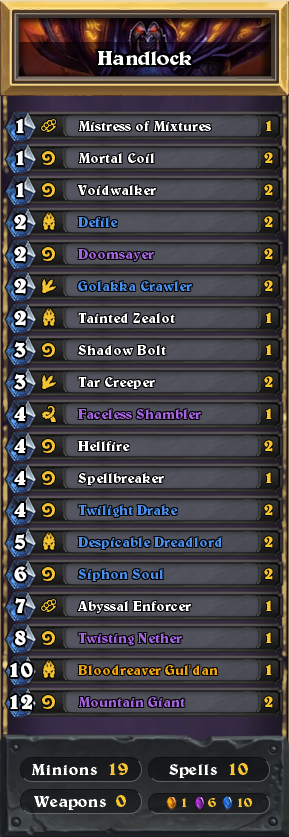 Handlock
1 Mistress of Mixtures 1
1 Mortal Coil 2
1 Voidwalker 2
2 Defile 2
2 Doomsayer 2
2 Golakka Crawler 2
2 Tainted Zealot 1
3 Shadow Bolt 1
3 Tar Creeper 2
4 Faceless Shambler 1
4 Hellfire 2
4 Spellbreaker 1
4 Twilight Drake 2
5 Despicable Dreadlord 2
6 Siphon Soul 2
7 Abyssal Enforcer 1
8 Twisting Nether 1
10 Bloodreaver Gul'dan 1
12 Mountain Giant 2
Minions 19 Spells 10
Weapons 0 1 6 10